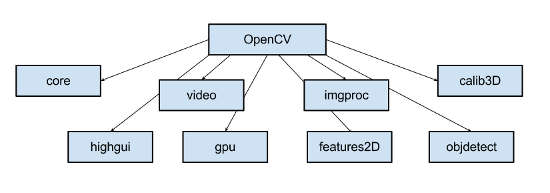 OpenCV
core
video
imgproc
calib3D
highgui
gpu
features2D
objdetect